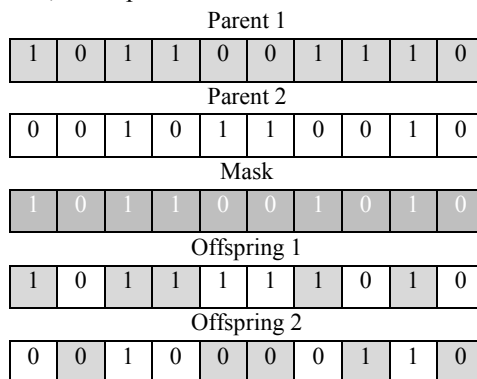 Parent 1
1 0 1 1 0 0 1 1 1 0
Parent 2
0 0 1 0 1 1 0 0 1 0
Mask
1 0 1 1 0 0 1 0 1 0
Offspring 1
1 0 1 1 1 1 1 0 1 0
Offspring 2
0 0 1 0 0 0 0 1 1 0